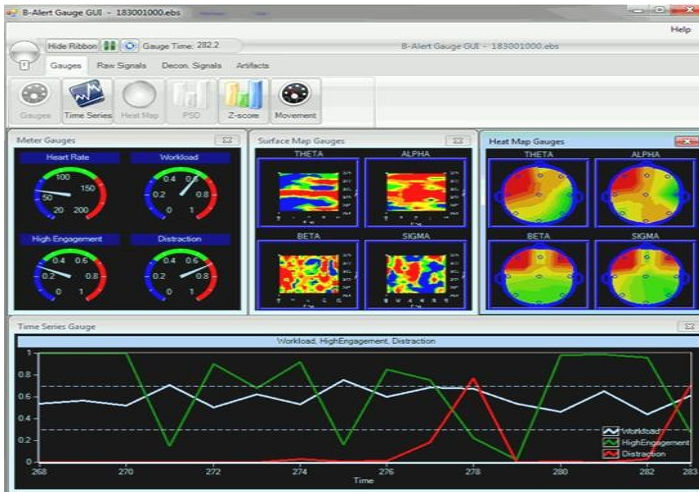 B-Alert Gauge GUI - 183001000.ebs
Help
Hide Ribbon Gauge Time: 282.2 B-Alert Gauge GUI - 183001000.ebs
Gauges Raw Signals Decon. Signals Artifacts
Gauges Time Series Heat Map PSD Z-score Movement
Meter Gauges
Heart Rate Workload
100 0.4 0.6
50 150 0.2 0.8
20 200 0 1
High Engagement Distraction
0.4 0.6 0.4 0.6
0.2 0.8 0.2 0.8
0 1 0 1
Surface Map Gauges
THETA ALPHA
BETA SIGMA
Heat Map Gauges
THETA ALPHA
BETA SIGMA
Time Series Gauge
Workload, HighEngagement, Distraction
1
0.8
0.6
0.4
0.2
0
Workload
HighEngagement
Distraction
268 270 272 274 276 278 280 282 283
Time